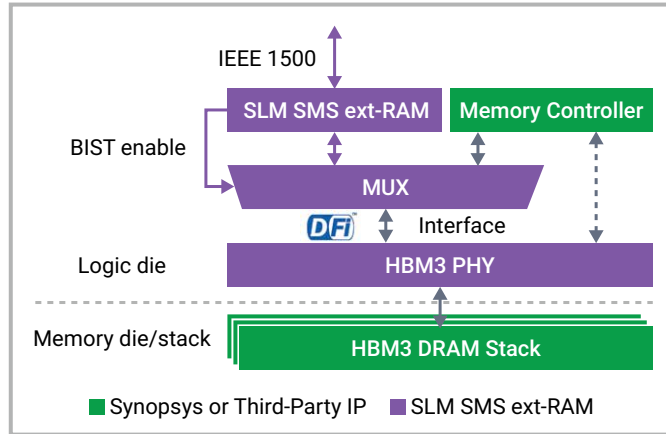 IEEE 1500
SLM SMS ext-RAM
Memory Controller
BIST enable
MUX
DFi™
Interface
Logic die
HBM3 PHY
Memory die/stack
HBM3 DRAM Stack
Synopsys or Third-Party IP
SLM SMS ext-RAM